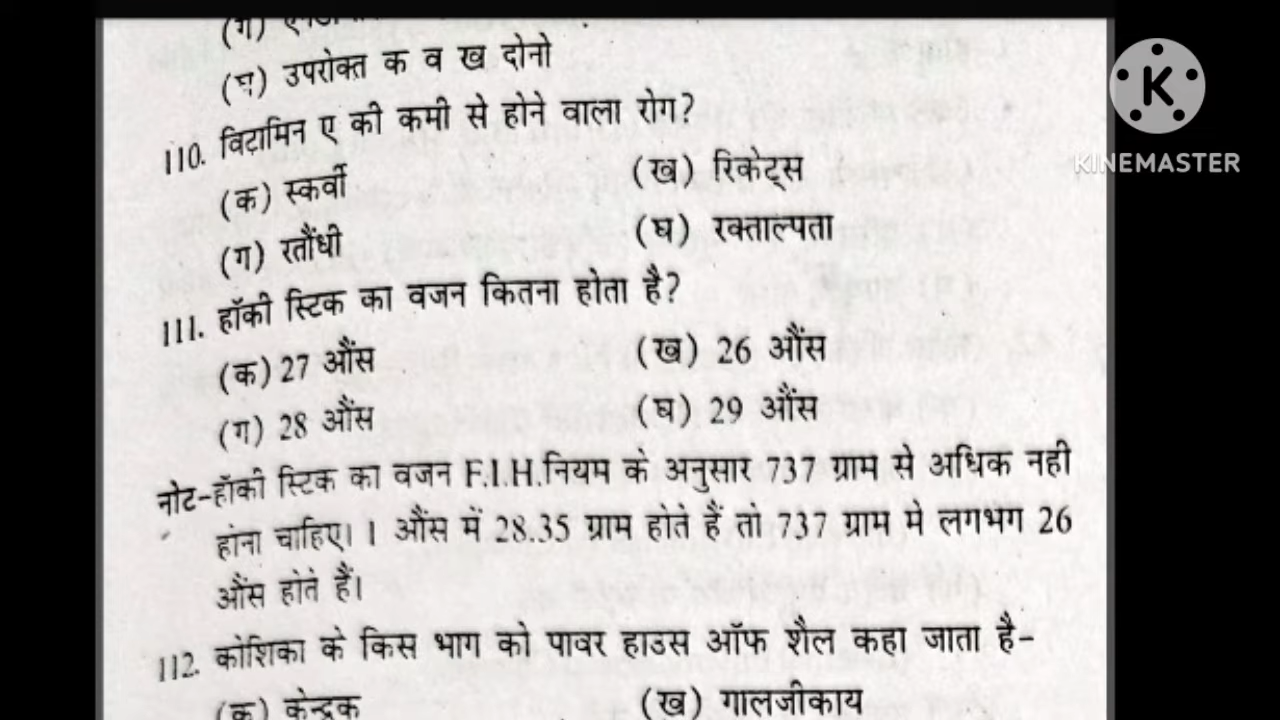 (घ) उपरोक्त क व ख दोनो
110. विटामिन ए की कमी से होने वाला रोग?
(क) स्कर्वी (ख) रिकेट्स
(ग) रतौंधी (घ) रक्ताल्पता
111. हॉकी स्टिक का वजन कितना होता है?
(क) 27 औंस (ख) 26 औंस
(ग) 28 औंस (घ) 29 औंस
नोट-हॉकी स्टिक का वजन F.I.H.नियम के अनुसार 737 ग्राम से अधिक नही
होना चाहिए। 1 औंस में 28.35 ग्राम होते हैं तो 737 ग्राम मे लगभग 26
औंस होते हैं।
112. कोशिका के किस भाग को पावर हाउस ऑफ शैल कहा जाता है-
(क) केन्द्रक (ख) गालजीकाय
K
KINEMASTER